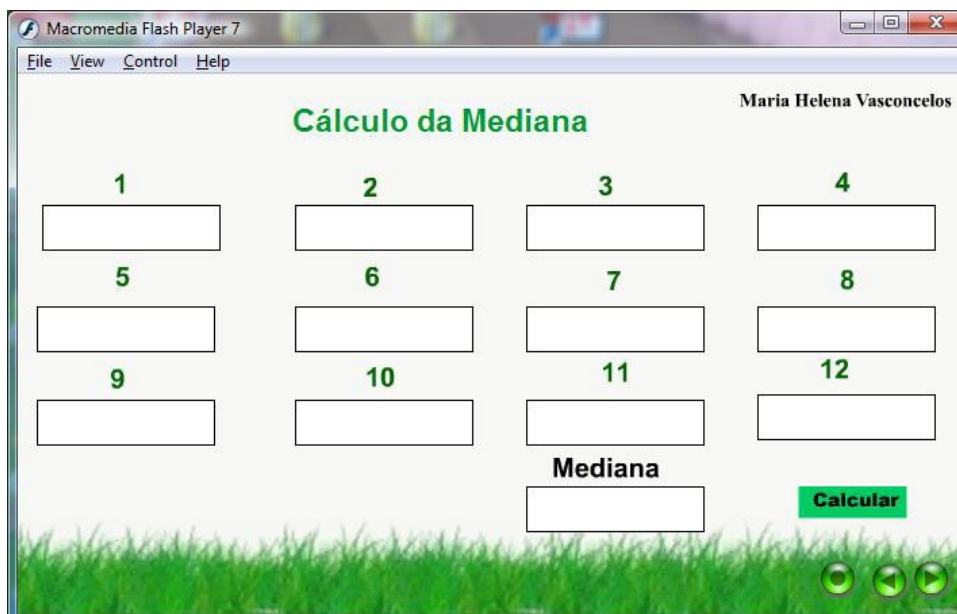 Macromedia Flash Player 7
File View Control Help
Maria Helena Vasconcelos
Cálculo da Mediana
1 2 3 4
5 6 7 8
9 10 11 12
Mediana
Calcular